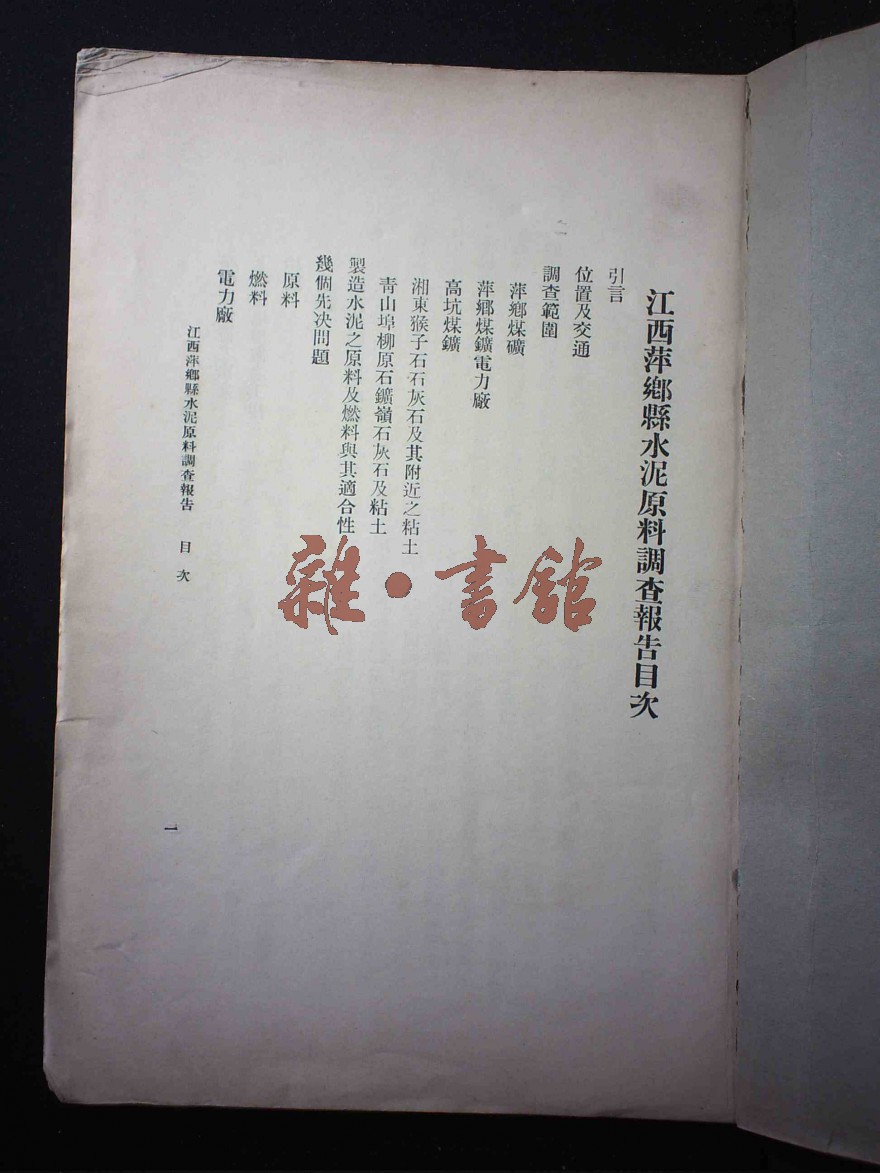 江西萍鄉縣水泥原料調查報告目次
引言
位置及交通
調查範圍
萍鄉煤礦
萍鄉煤鑛電力廠
高坑煤鑛
湘東猴子石石灰石及其附近之粘土
青山埠柳原石鑛嶺石灰石及粘土
製造水泥之原料及燃料與其適合性
幾個先決問題
原料
燃料
電力廠
江西萍鄉縣水泥原料調查報告 目次
一
雜·書館